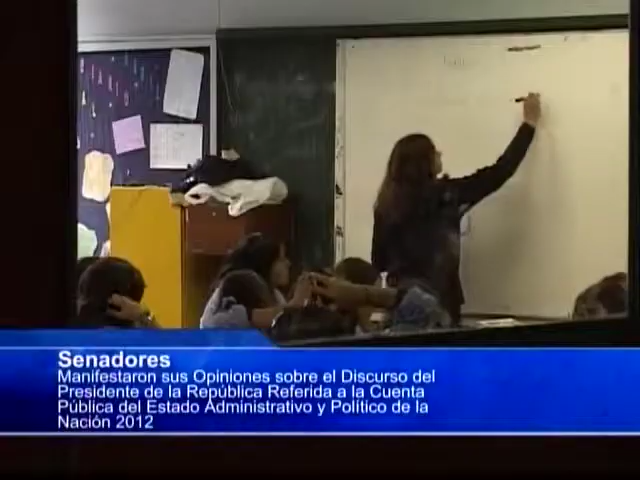 Senadores
Manifestaron sus Opiniones sobre el Discurso del
Presidente de la República Referida a la Cuenta
Pública del Estado Administrativo y Político de la
Nación 2012